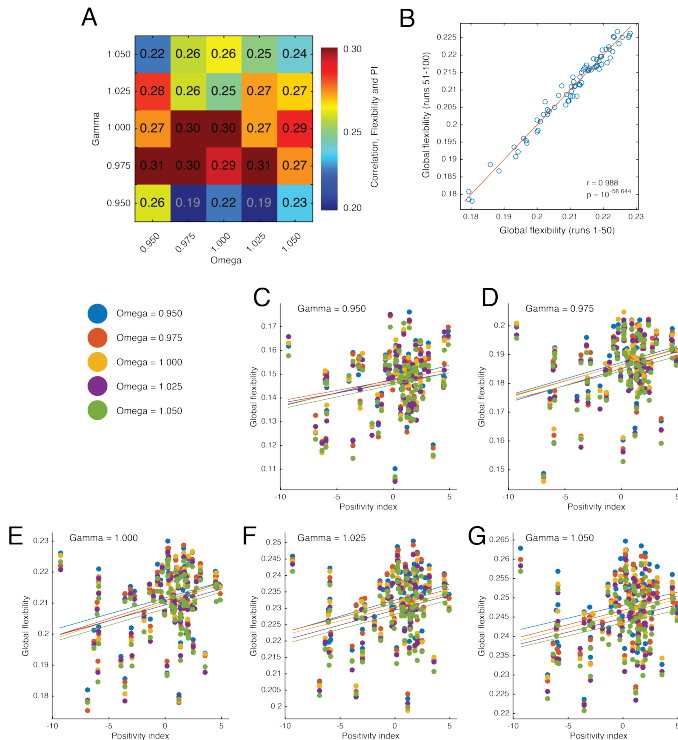 A
Gamma
1.050
1.025
1.000
0.975
0.950
0.22 0.26 0.26 0.25 0.24
0.28 0.26 0.25 0.27 0.27
0.27 0.30 0.30 0.27 0.29
0.31 0.30 0.29 0.31 0.27
0.26 0.19 0.22 0.19 0.23
0.950 0.975 1.000 1.025 1.050
Omega
0.30
0.25
0.20
Correlation, Flexibility and PI
B
Global flexibility (runs 51-100)
0.225
0.22
0.215
0.21
0.205
0.2
0.195
0.19
0.185
0.18
r = 0.988
p = 10-58.644
0.18 0.19 0.2 0.21 0.22 0.23
Global flexibility (runs 1-50)
Omega = 0.950
Omega = 0.975
Omega = 1.000
Omega = 1.025
Omega = 1.050
C
Gamma = 0.950
Global flexibility
0.17
0.16
0.15
0.14
0.13
0.12
0.11
-10 -5 0 5
Positivity index
D
Gamma = 0.975
Global flexibility
0.2
0.19
0.18
0.17
0.16
0.15
-10 -5 0 5
Positivity index
E
Gamma = 1.000
Global flexibility
0.23
0.22
0.21
0.2
0.19
0.18
-10 -5 0 5
Positivity index
F
Gamma = 1.025
Global flexibility
0.25
0.245
0.24
0.235
0.23
0.225
0.22
0.215
0.21
0.205
0.2
-10 -5 0 5
Positivity index
G
Gamma = 1.050
Global flexibility
0.265
0.26
0.255
0.25
0.245
0.24
0.235
0.23
0.225
0.22
-10 -5 0 5
Positivity index